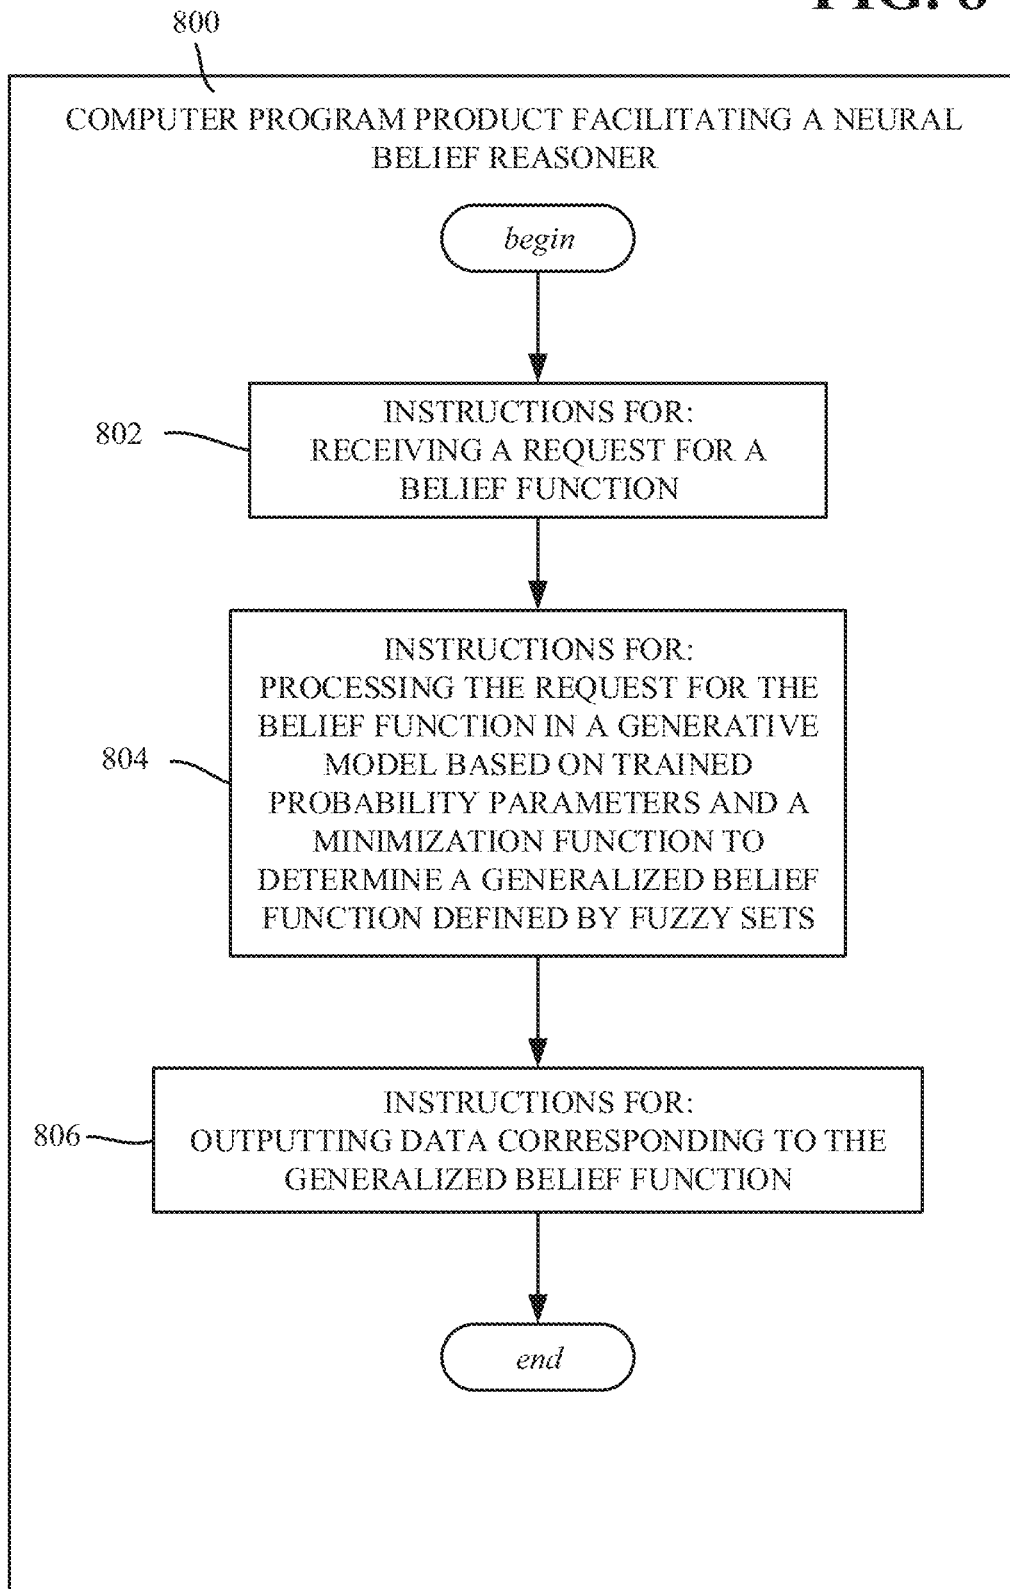 800
COMPUTER PROGRAM PRODUCT FACILITATING A NEURAL
BELIEF REASONER
begin
802
INSTRUCTIONS FOR:
RECEIVING A REQUEST FOR A
BELIEF FUNCTION
804
INSTRUCTIONS FOR:
PROCESSING THE REQUEST FOR THE
BELIEF FUNCTION IN A GENERATIVE
MODEL BASED ON TRAINED
PROBABILITY PARAMETERS AND A
MINIMIZATION FUNCTION TO
DETERMINE A GENERALIZED BELIEF
FUNCTION DEFINED BY FUZZY SETS
806
INSTRUCTIONS FOR:
OUTPUTTING DATA CORRESPONDING TO THE
GENERALIZED BELIEF FUNCTION
end